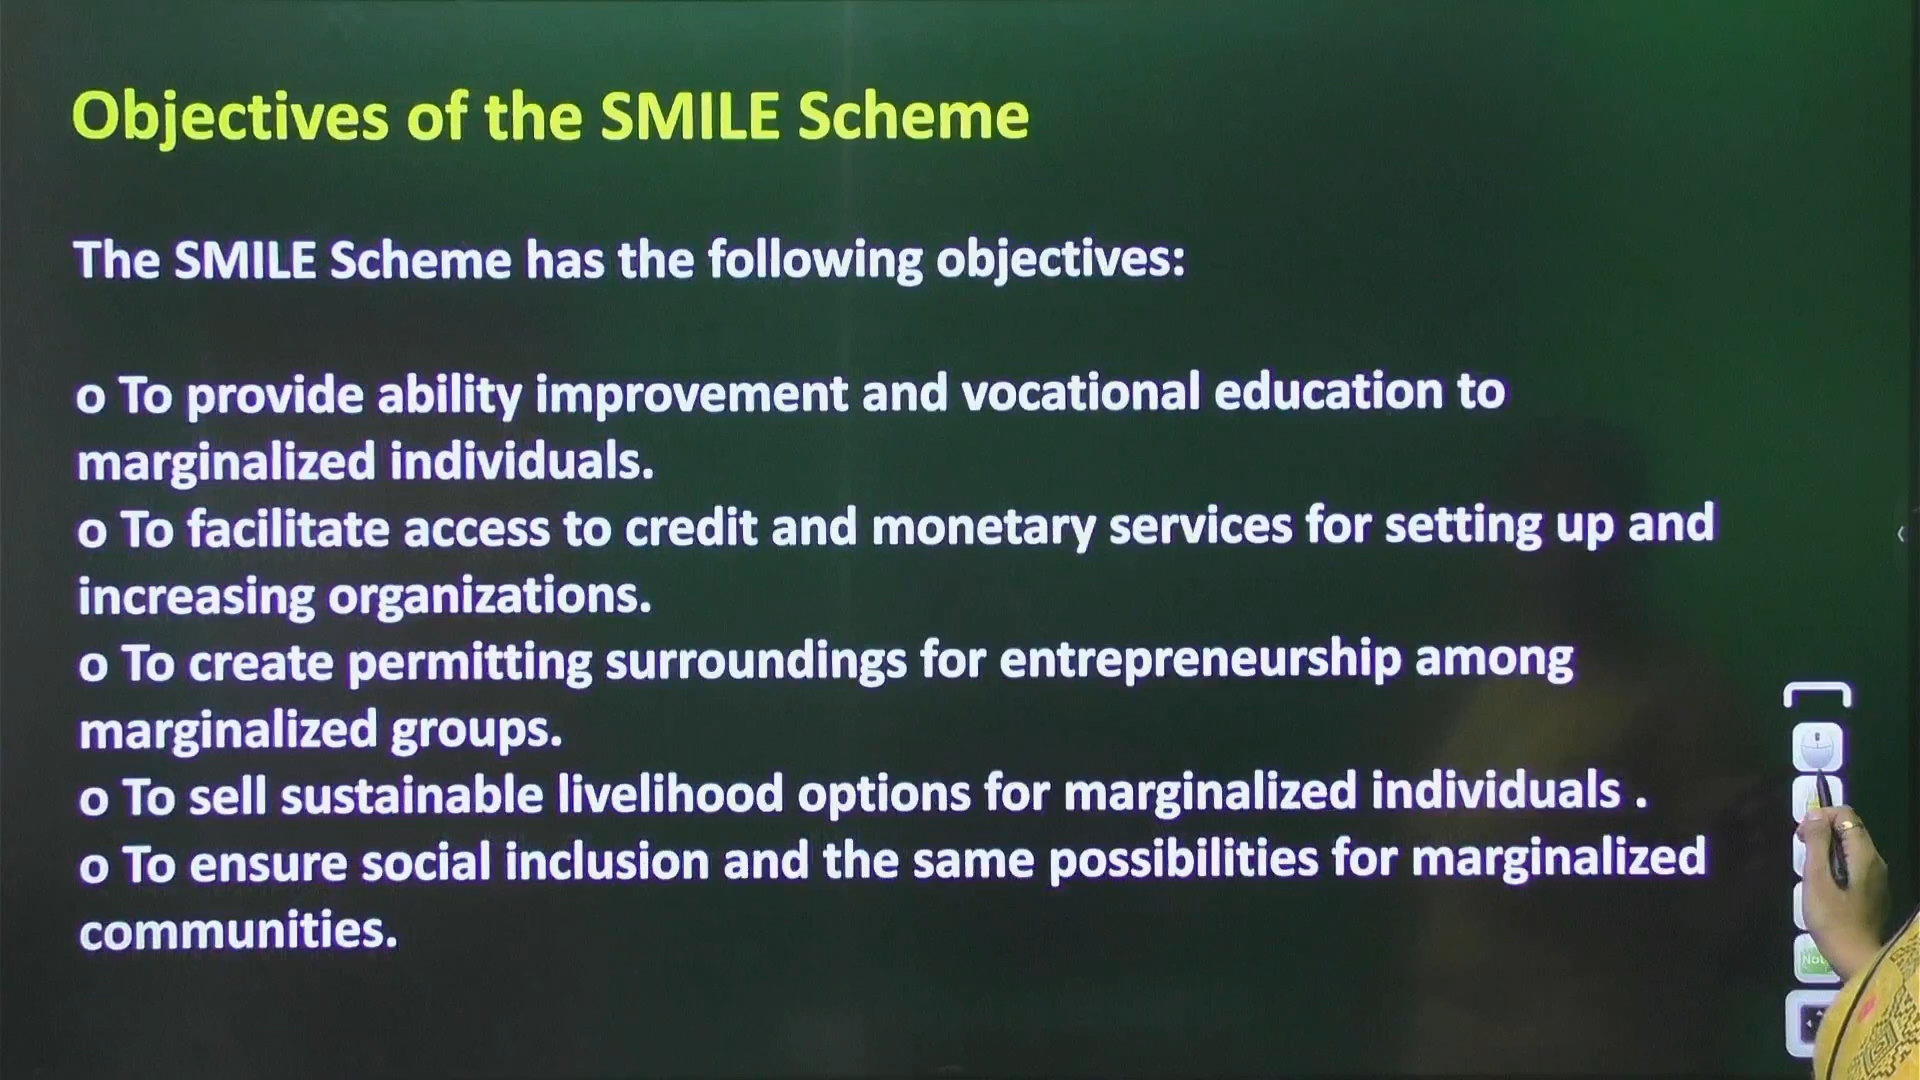 Objectives of the SMILE Scheme
The SMILE Scheme has the following objectives:
o To provide ability improvement and vocational education to
marginalized individuals.
o To facilitate access to credit and monetary services for setting up and
increasing organizations.
o To create permitting surroundings for entrepreneurship among
marginalized groups.
o To sell sustainable livelihood options for marginalized individuals .
o To ensure social inclusion and the same possibilities for marginalized
communities.